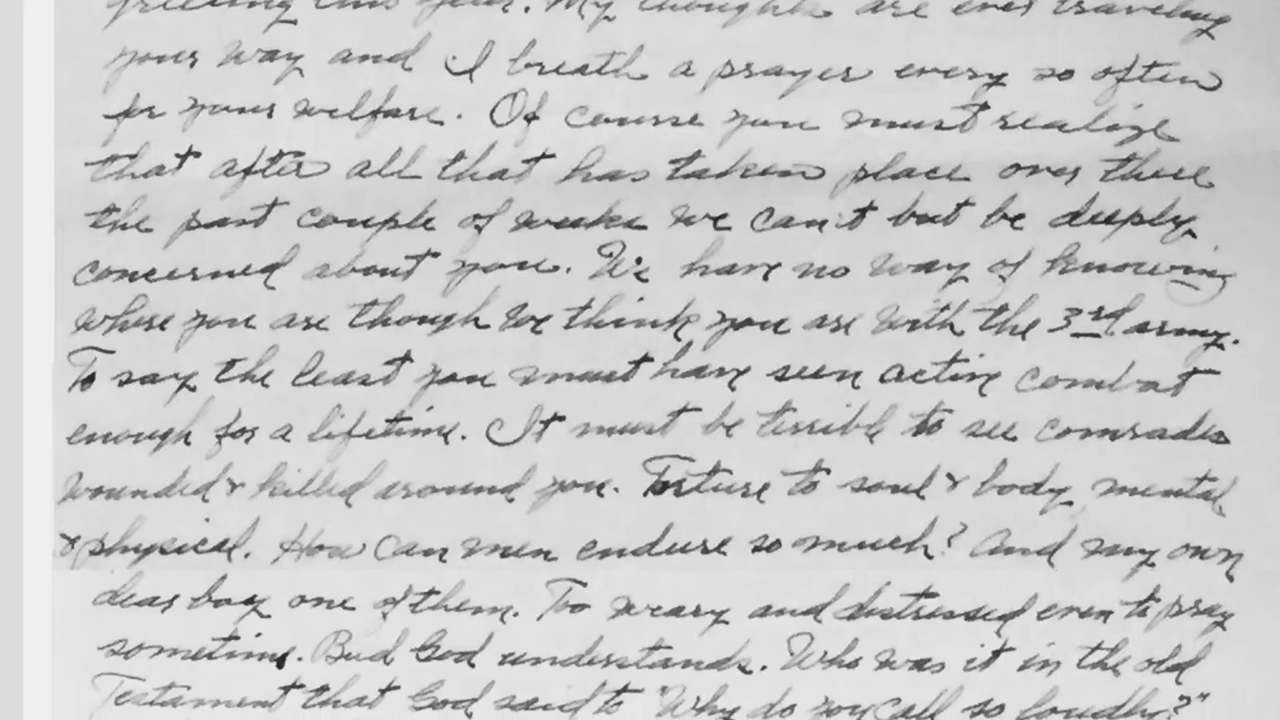 greeting this year. My thoughts are ever traveling
your way and I breath a prayer every so often
for your welfare. Of course you must realize
that after all that has taken place over there
the past couple of weeks we can't but be deeply
concerned about you. We have no way of knowing
where you are though we think you are with the 3rd army.
To say the least you must have seen active combat
enough for a lifetime. It must be terrible to see comrades
wounded & killed around you. Torture to soul & body, mental
& physical. How can men endure so much? And my own
dear boy one of them. Too weary and distressed even to pray
sometime. Bud God understands. Who was it in the old
Testament that God said to "Why do you call so loudly?"